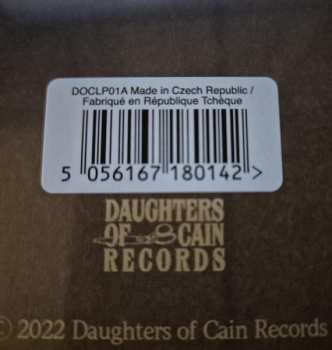 DOCLP01A Made in Czech Republic /
Fabriqué en République Tchèque
5 056167 180142 >
DAUGHTERS
OF CAIN
RECORDS
© 2022 Daughters of Cain Records